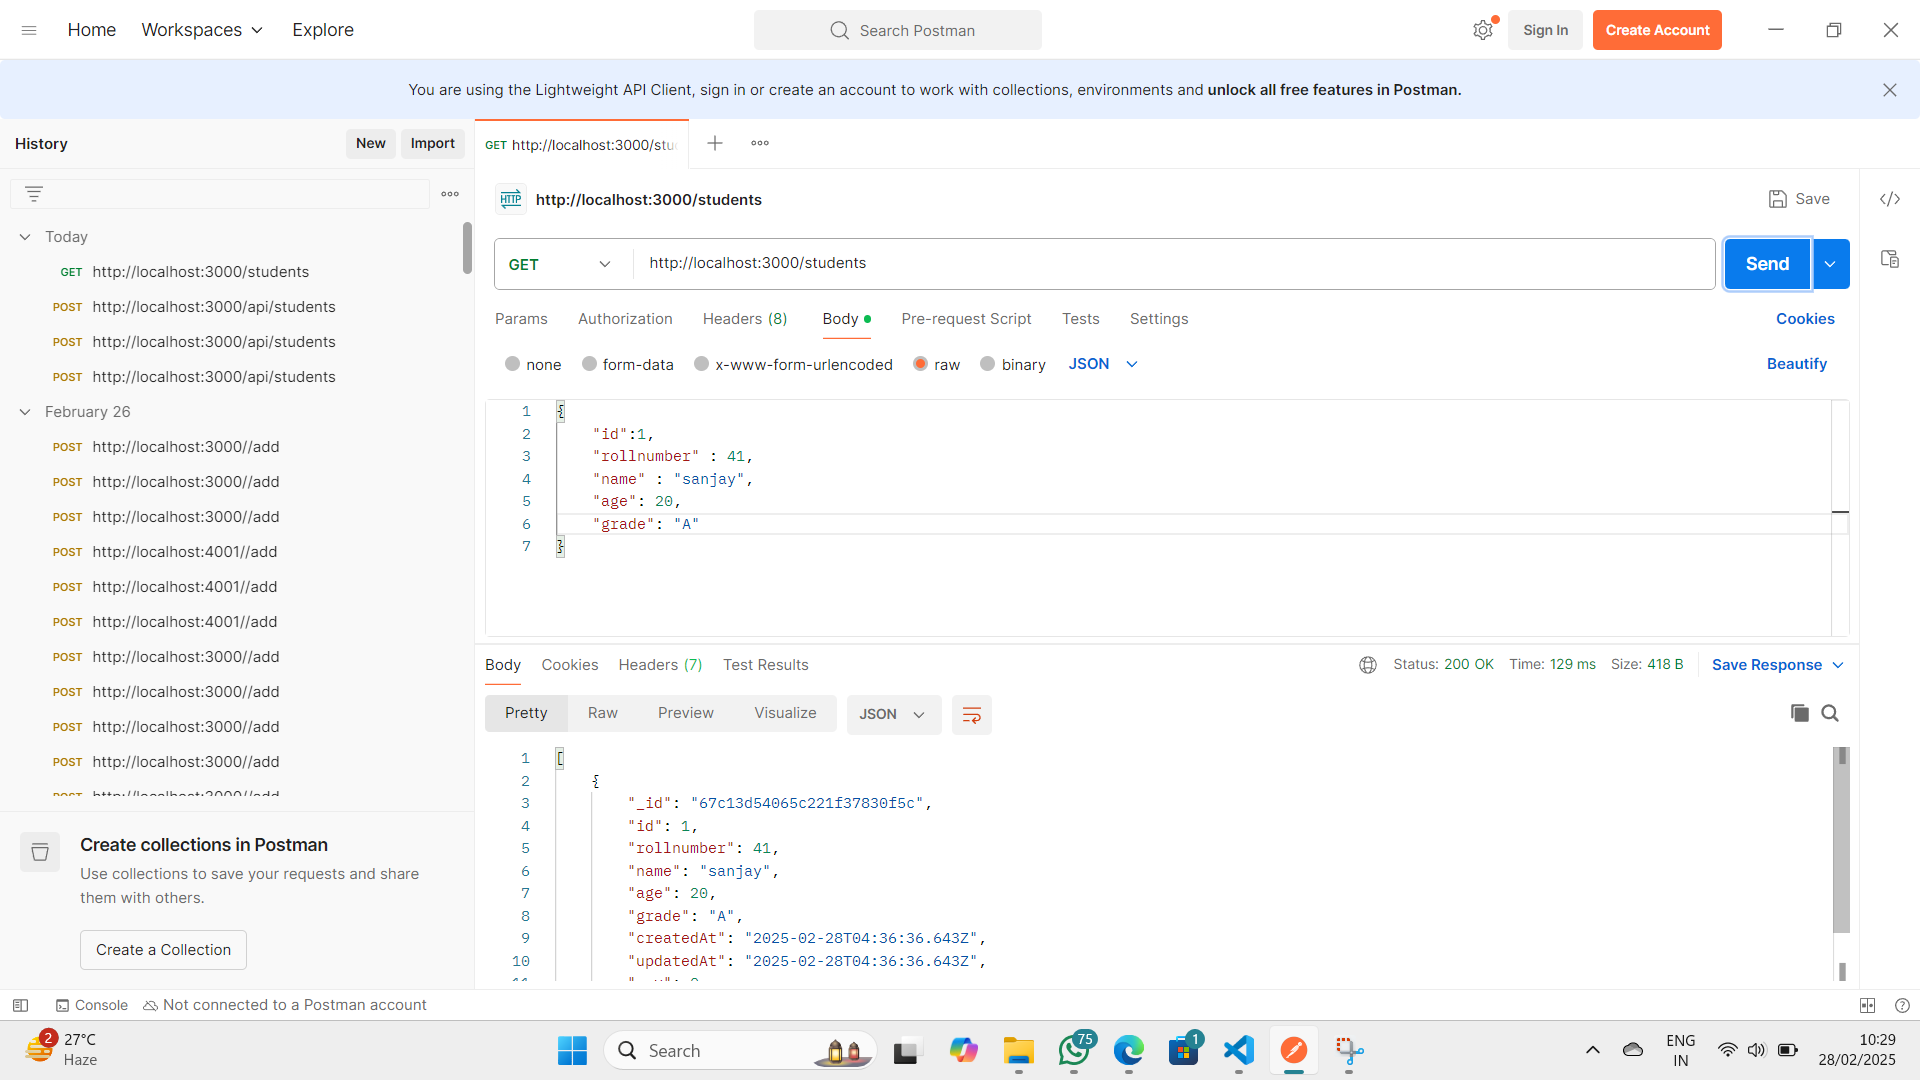 Home
Workspaces
Explore
Search Postman
Sign In
Create Account
You are using the Lightweight API Client, sign in or create an account to work with collections, environments and unlock all free features in Postman.
History
New
Import
GET http://localhost:3000/stu
Today
GET http://localhost:3000/students
POST http://localhost:3000/api/students
POST http://localhost:3000/api/students
POST http://localhost:3000/api/students
February 26
POST http://localhost:3000//add
POST http://localhost:3000//add
POST http://localhost:3000//add
POST http://localhost:4001//add
POST http://localhost:4001//add
POST http://localhost:4001//add
POST http://localhost:3000//add
POST http://localhost:3000//add
POST http://localhost:3000//add
POST http://localhost:3000//add
POST http://localhost:3000//add
Create collections in Postman
Use collections to save your requests and share
them with others.
Create a Collection
HTTP http://localhost:3000/students
Save
GET http://localhost:3000/students
Send
Params Authorization Headers (8) Body Pre-request Script Tests Settings Cookies
none form-data x-www-form-urlencoded raw binary JSON Beautify
1 {
2 "id":1,
3 "rollnumber" : 41,
4 "name" : "sanjay",
5 "age": 20,
6 "grade": "A"
7 }
Body Cookies Headers (7) Test Results Status: 200 OK Time: 129 ms Size: 418 B Save Response
Pretty Raw Preview Visualize JSON
1 [
2 {
3 "_id": "67c13d54065c221f37830f5c",
4 "id": 1,
5 "rollnumber": 41,
6 "name": "sanjay",
7 "age": 20,
8 "grade": "A",
9 "createdAt": "2025-02-28T04:36:36.643Z",
10 "updatedAt": "2025-02-28T04:36:36.643Z",
Console Not connected to a Postman account
2
27°C
Haze
Search
75
1
ENG
IN
10:29
28/02/2025